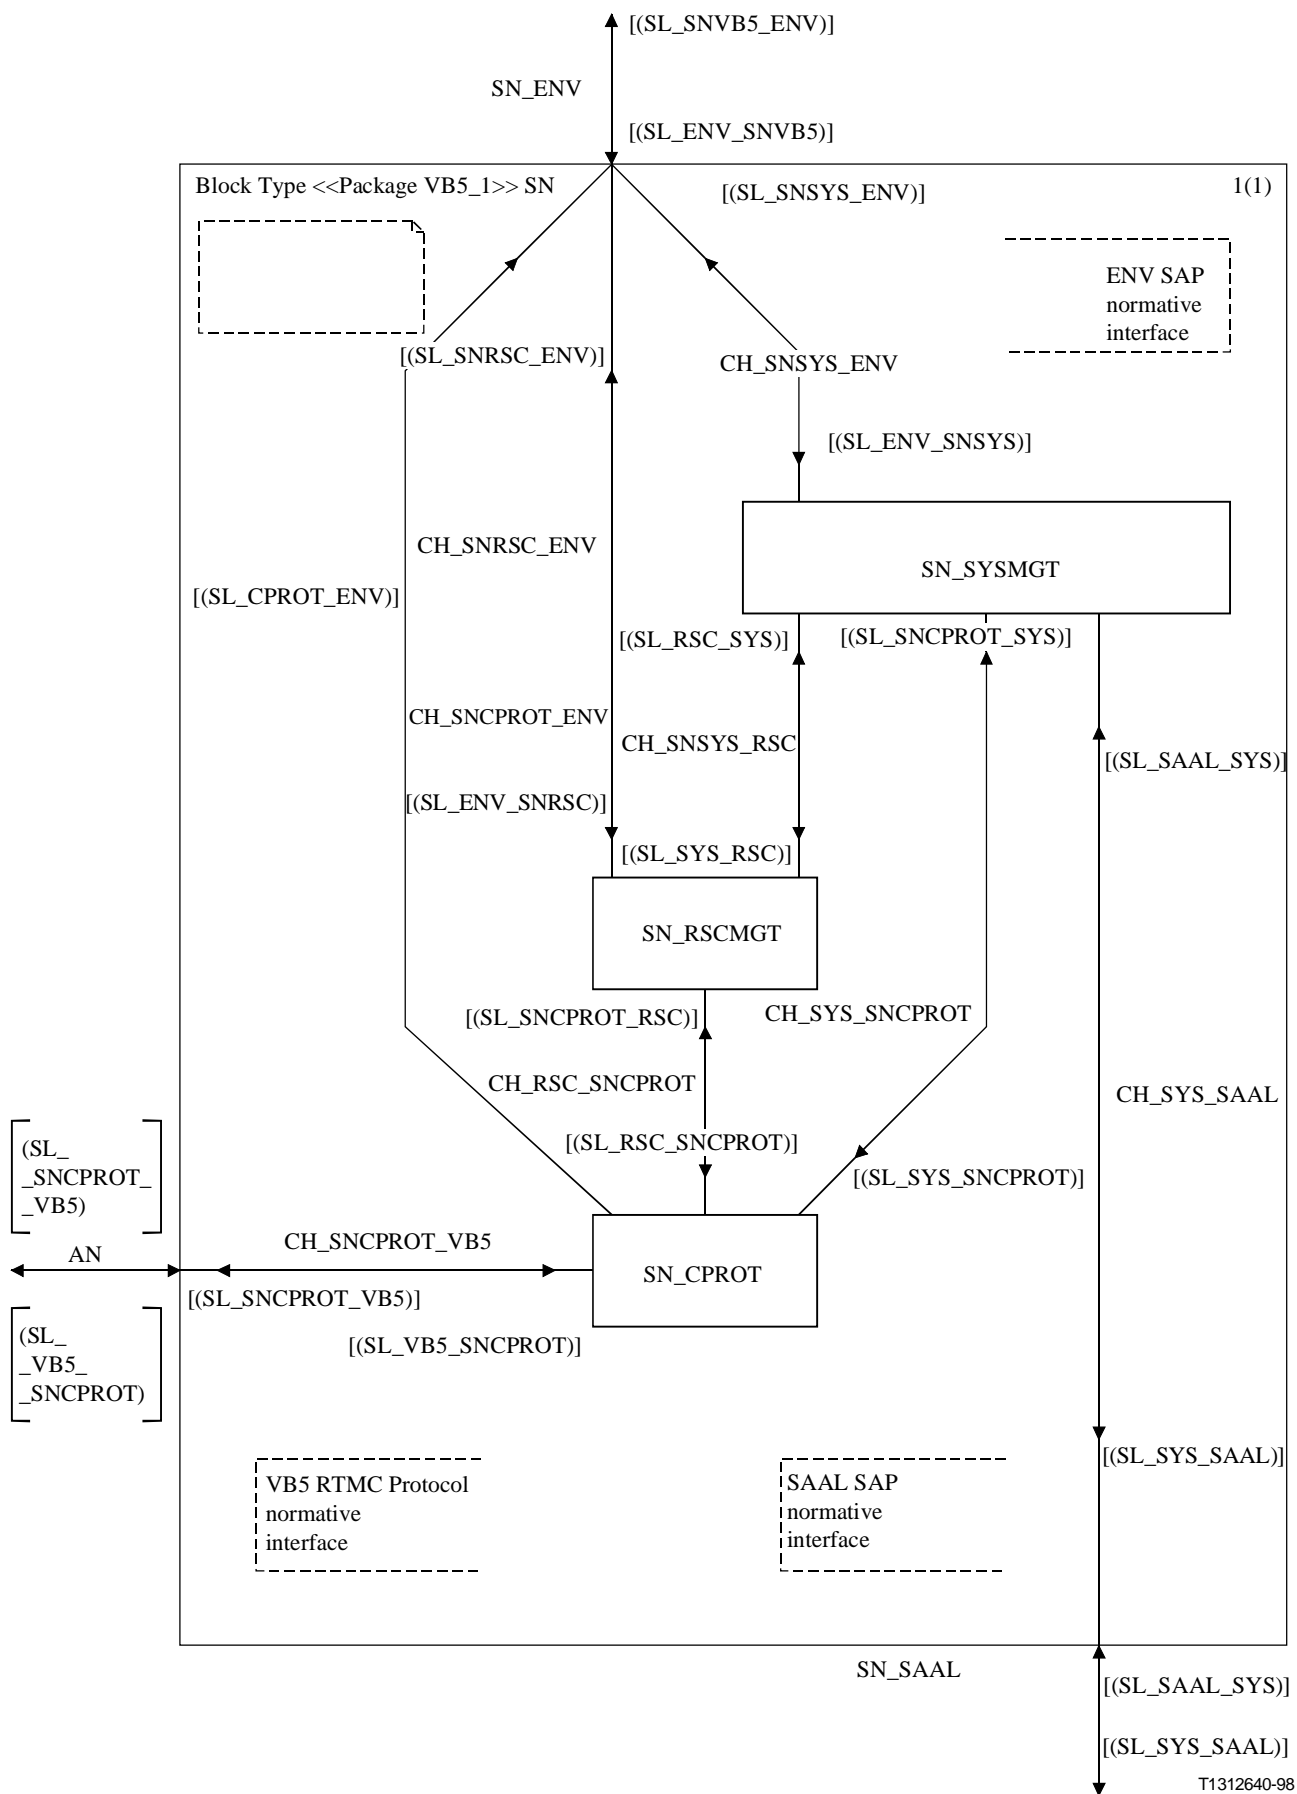 [(SL_SNVB5_ENV)]
SN_ENV
[(SL_ENV_SNVB5)]
Block Type <<Package VB5_1>> SN
[(SL_SNSYS_ENV)]
1(1)
ENV SAP
normative
interface
[(SL_SNRSC_ENV)]
CH_SNSYS_ENV
[(SL_ENV_SNSYS)]
CH_SNRSC_ENV
SN_SYSMGT
[(SL_CPROT_ENV)]
[(SL_RSC_SYS)]
[(SL_SNCPROT_SYS)]
CH_SNCPROT_ENV
CH_SNSYS_RSC
[(SL_SAAL_SYS)]
[(SL_ENV_SNRSC)]
[(SL_SYS_RSC)]
SN_RSCMGT
[(SL_SNCPROT_RSC)]
CH_SYS_SNCPROT
CH_RSC_SNCPROT
CH_SYS_SAAL
[(SL_RSC_SNCPROT)]
[(SL_SYS_SNCPROT)]
(SL_
_SNCPROT_
_VB5)
AN
CH_SNCPROT_VB5
SN_CPROT
[(SL_SNCPROT_VB5)]
[(SL_VB5_SNCPROT)]
(SL_
_VB5_
_SNCPROT)
[(SL_SYS_SAAL)]
VB5 RTMC Protocol
normative
interface
SAAL SAP
normative
interface
SN_SAAL
[(SL_SAAL_SYS)]
[(SL_SYS_SAAL)]
T1312640-98